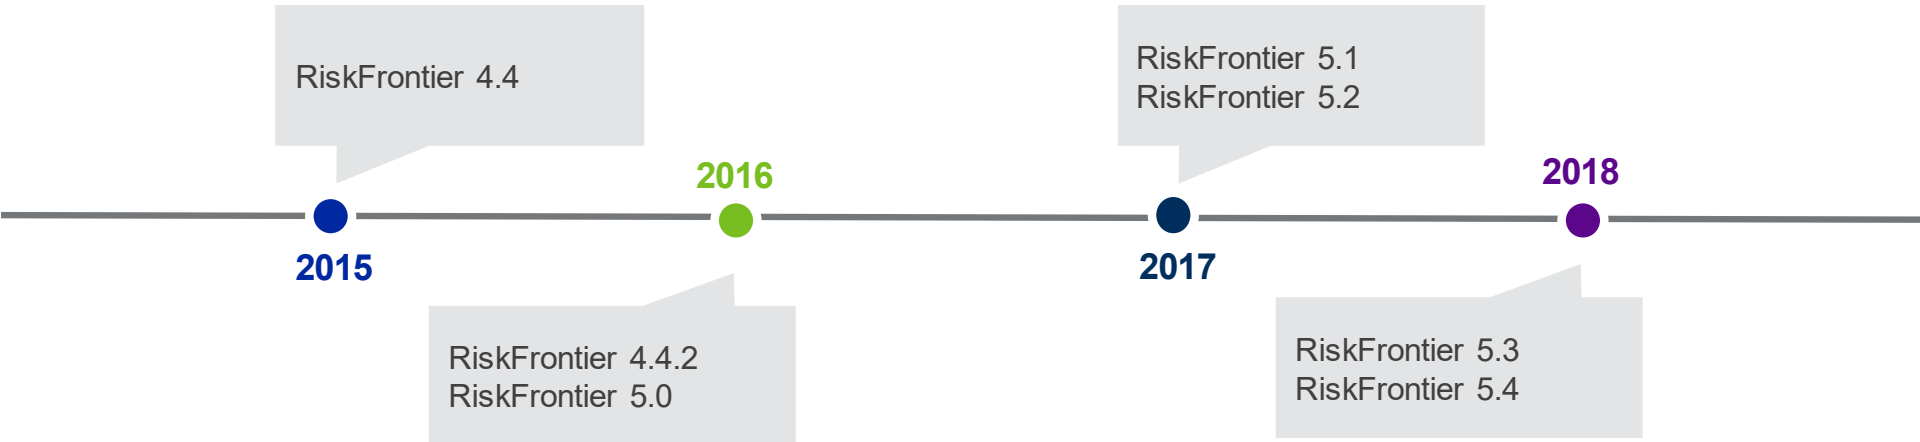 RiskFrontier 4.4
2015
2016
RiskFrontier 4.4.2
RiskFrontier 5.0
RiskFrontier 5.1
RiskFrontier 5.2
2017
2018
RiskFrontier 5.3
RiskFrontier 5.4